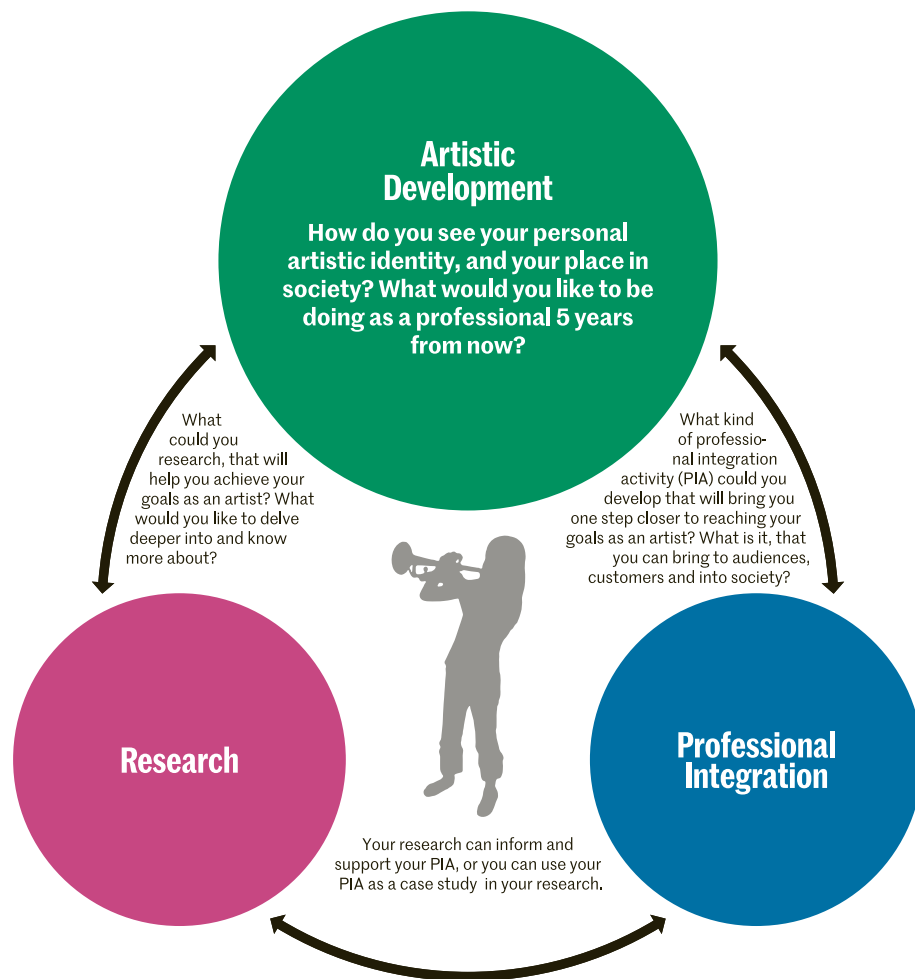 Artistic
Development
How do you see your personal
artistic identity, and your place in
society? What would you like to be
doing as a professional 5 years
from now?
What
could you
research, that will
help you achieve your
goals as an artist? What
would you like to delve
deeper into and know
more about?
What kind
of professio-
nal integration
activity (PIA) could you
develop that will bring you
one step closer to reaching your
goals as an artist? What is it, that
you can bring to audiences,
customers and into society?
Research
Professional
Integration
Your research can inform and
support your PIA, or you can use your
PIA as a case study in your research.